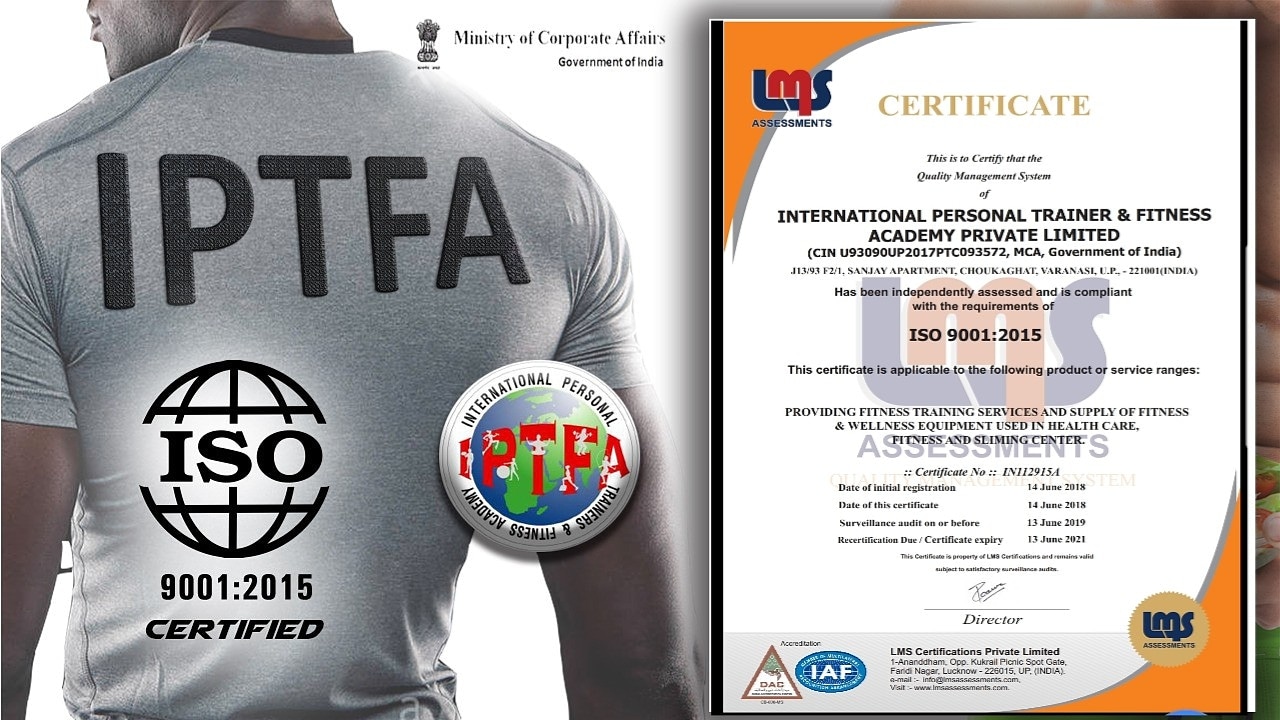 Ministry of Corporate Affairs
Government of India
IPTFA
ISO
9001:2015
CERTIFIED
INTERNATIONAL PERSONAL
TRAINERS & FITNESS ACADEMY
IPTFA
LMS
ASSESSMENTS
CERTIFICATE
This is to Certify that the
Quality Management System
of
INTERNATIONAL PERSONAL TRAINER & FITNESS
ACADEMY PRIVATE LIMITED
(CIN U93090UP2017PTC093572, MCA, Government of India)
J13/93 F2/1, SANJAY APARTMENT, CHOUKAGHAT, VARANASI, U.P., - 221001(INDIA)
Has been independently assessed and is compliant
with the requirements of
ISO 9001:2015
This certificate is applicable to the following product or service ranges:
PROVIDING FITNESS TRAINING SERVICES AND SUPPLY OF FITNESS
& WELLNESS EQUIPMENT USED IN HEALTH CARE,
FITNESS AND SLIMING CENTER.
LMS
ASSESSMENTS
QUALITY MANAGEMENT SYSTEM
:: Certificate No :: IN112915A
Date of initial registration 14 June 2018
Date of this certificate 14 June 2018
Surveillance audit on or before 13 June 2019
Recertification Due / Certificate expiry 13 June 2021
This Certificate is property of LMS Certifications and remains valid
subject to satisfactory surveillance audits.
Director
LMS
ASSESSMENTS
Accreditation
DAC
IAF
LMS Certifications Private Limited
1-Ananddham, Opp. Kukrail Picnic Spot Gate,
Faridi Nagar, Lucknow - 226015, UP, (INDIA).
e-mail :- info@lmsassessments.com,
Visit :- www.lmsassessments.com